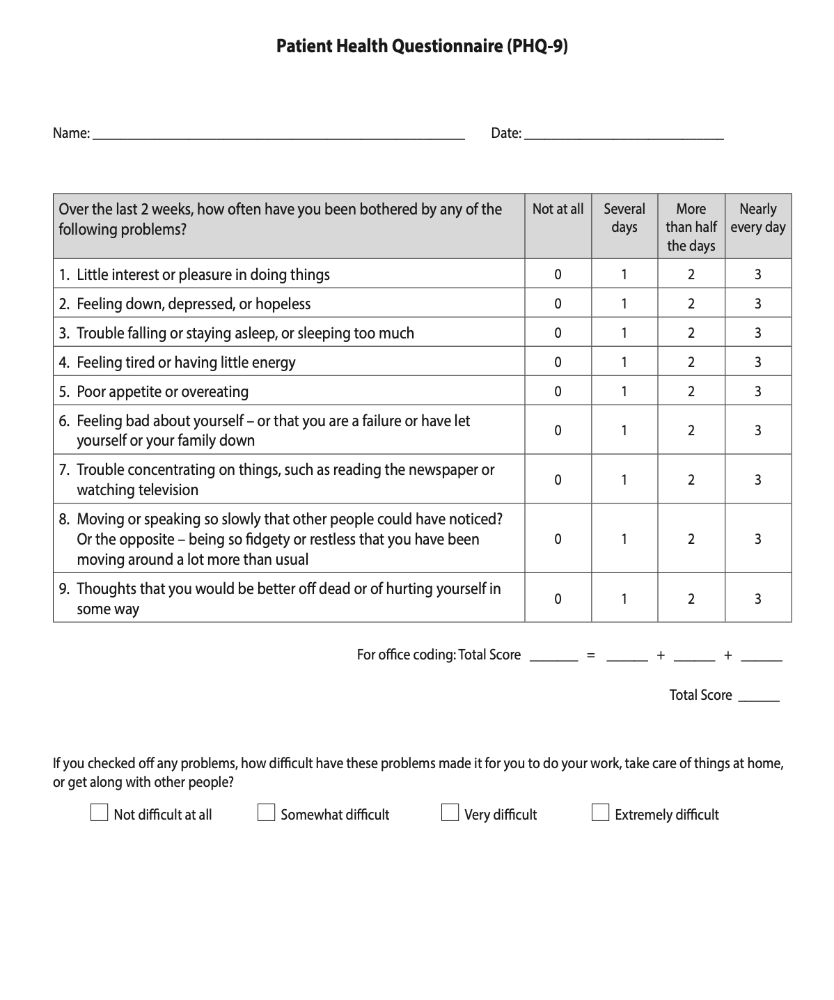 Patient Health Questionnaire (PHQ-9)
Name: ______ Date: ______
Over the last 2 weeks, how often have you been bothered by any of the
following problems?
Not at all
Several
days
More
than half
the days
Nearly
every day
1. Little interest or pleasure in doing things 0 1 2 3
2. Feeling down, depressed, or hopeless 0 1 2 3
3. Trouble falling or staying asleep, or sleeping too much 0 1 2 3
4. Feeling tired or having little energy 0 1 2 3
5. Poor appetite or overeating 0 1 2 3
6. Feeling bad about yourself – or that you are a failure or have let
yourself or your family down 0 1 2 3
7. Trouble concentrating on things, such as reading the newspaper or
watching television 0 1 2 3
8. Moving or speaking so slowly that other people could have noticed?
Or the opposite – being so fidgety or restless that you have been
moving around a lot more than usual 0 1 2 3
9. Thoughts that you would be better off dead or of hurting yourself in
some way 0 1 2 3
For office coding: Total Score ______ = ______ + ______ + ______
Total Score ______
If you checked off any problems, how difficult have these problems made it for you to do your work, take care of things at home,
or get along with other people?
Not difficult at all Somewhat difficult Very difficult Extremely difficult